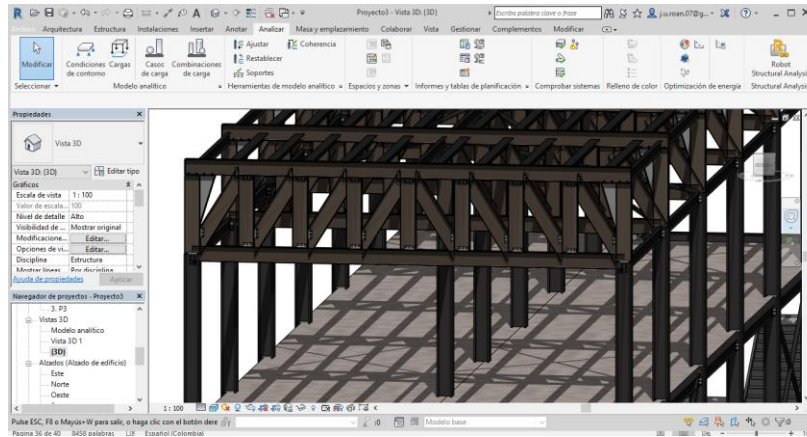 Proyecto3 - Vista 3D: {3D}
Escriba palabra clave o frase
Arquitectura Estructura Instalaciones Insertar Anotar Analizar Masa y emplazamiento Colaborar Vista Gestionar Complementos Modificar
Ajustar Coherencia
Restablecer
Soportes
Modificar
Condiciones de contorno
Cargas
Casos de carga
Combinaciones de carga
Robot
Structural Analysi
Seleccionar Modelo analítico Herramientas de modelo analítico Espacios y zonas Informes y tablas de planificación Comprobar sistemas Relleno de color Optimización de energía Structural Analysi
Propiedades
Vista 3D
Vista 3D: {3D} Editar tipo
Gráficos
Escala de vista 1 : 100
Valor de escala... 100
Nivel de detalle Alto
Visibilidad de ... Mostrar original
Modificacione... Editar...
Opciones de vi... Editar...
Disciplina Estructura
Mostrar líneas Por disciplina
Ayuda de propiedades Aplicar
Navegador de proyectos - Proyecto3
3. P3
Vistas 3D
Modelo analítico
Vista 3D 1
{3D}
Alzados (Alzado de edificio)
Este
Norte
Oeste
1 : 100
Pulse ESC, F8 o Mayús+W para salir, o haga clic con el botón dere
:0 Modelo base
Página 36 de 40 8458 palabras Español (Colombia)